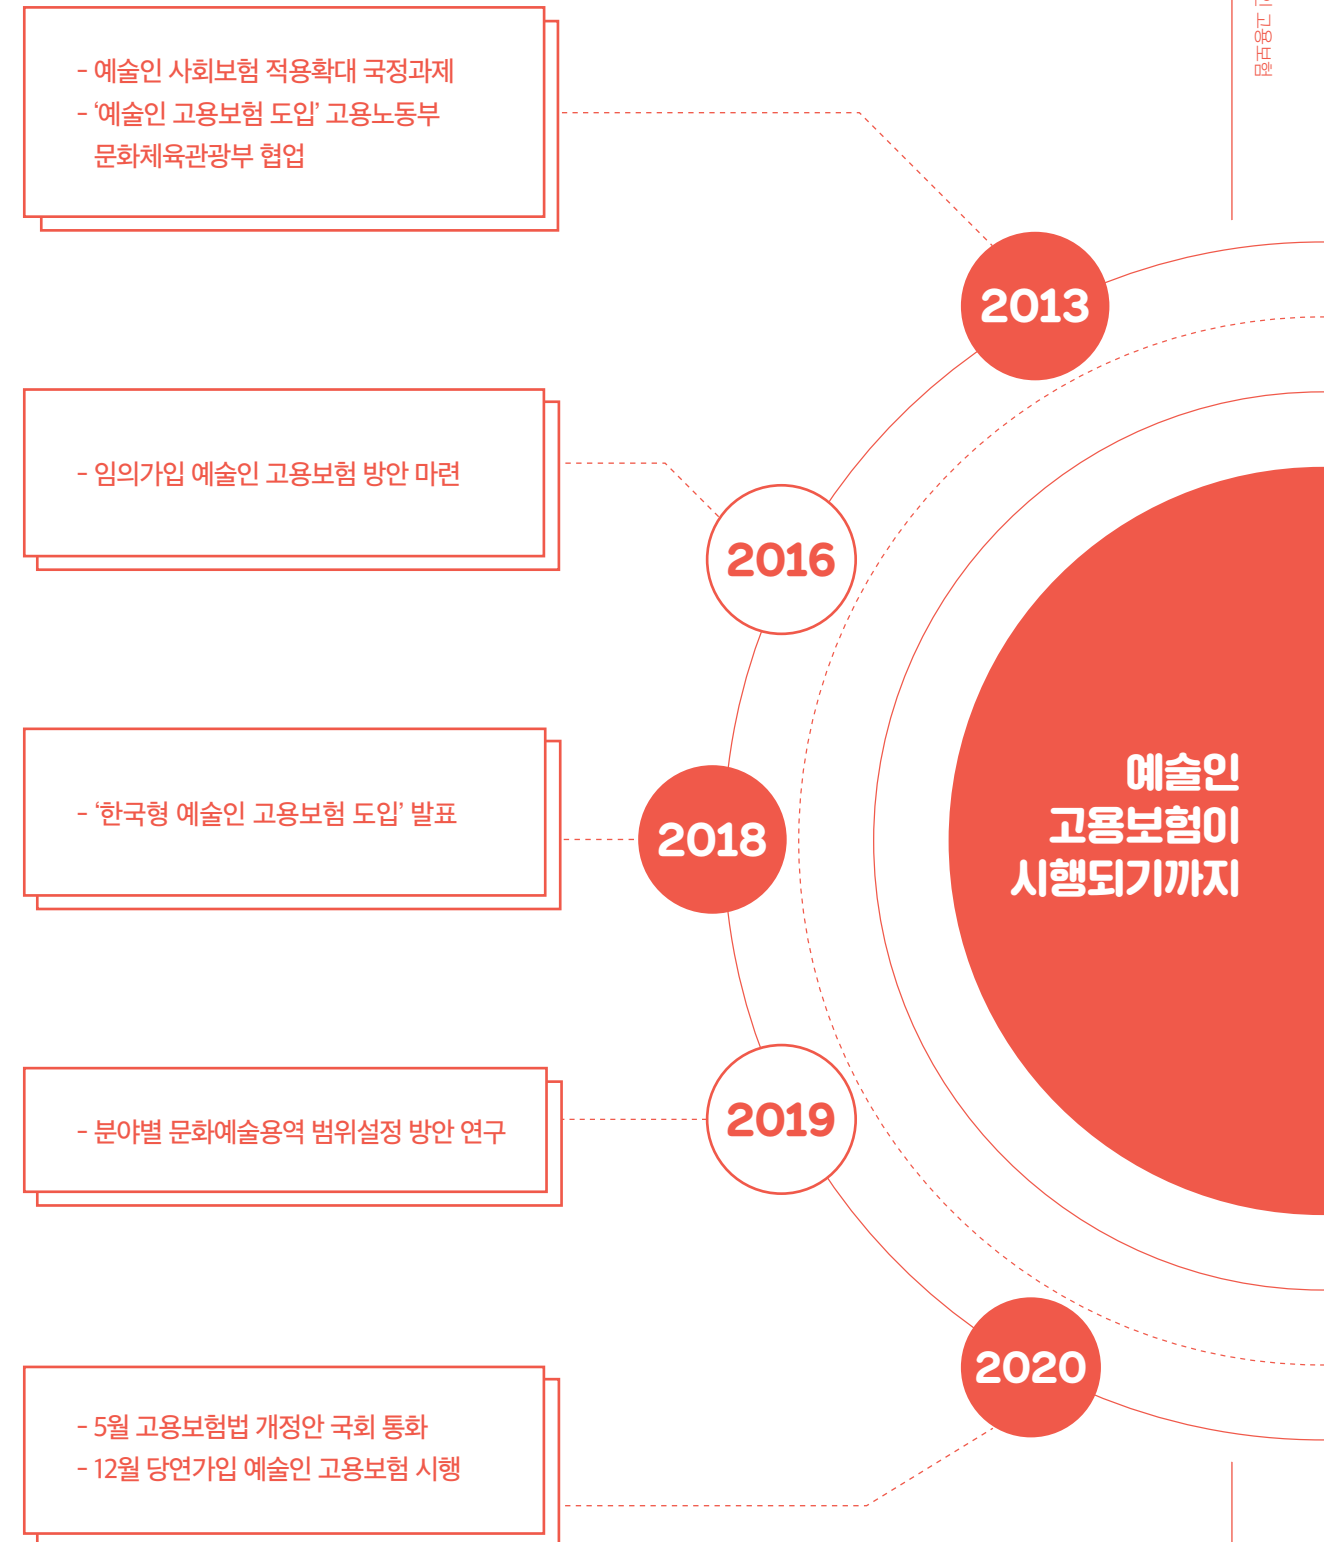 인 고용보험
- 예술인 사회보험 적용확대 국정과제
- ‘예술인 고용보험 도입’ 고용노동부
문화체육관광부 협업
2013
- 임의가입 예술인 고용보험 방안 마련
2016
- ‘한국형 예술인 고용보험 도입’ 발표
2018
예술인
고용보험이
시행되기까지
- 분야별 문화예술용역 범위설정 방안 연구
2019
2020
- 5월 고용보험법 개정안 국회 통화
- 12월 당연가입 예술인 고용보험 시행